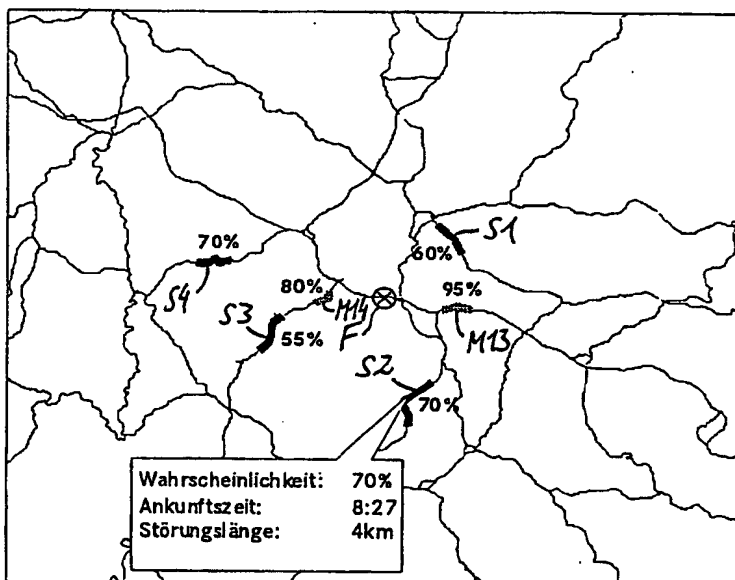 70%
S1
60%
S4
80%
95%
M14
S3
F
55%
M13
S2
70%
Wahrscheinlichkeit: 70%
Ankunftszeit: 8:27
Störungslänge: 4km